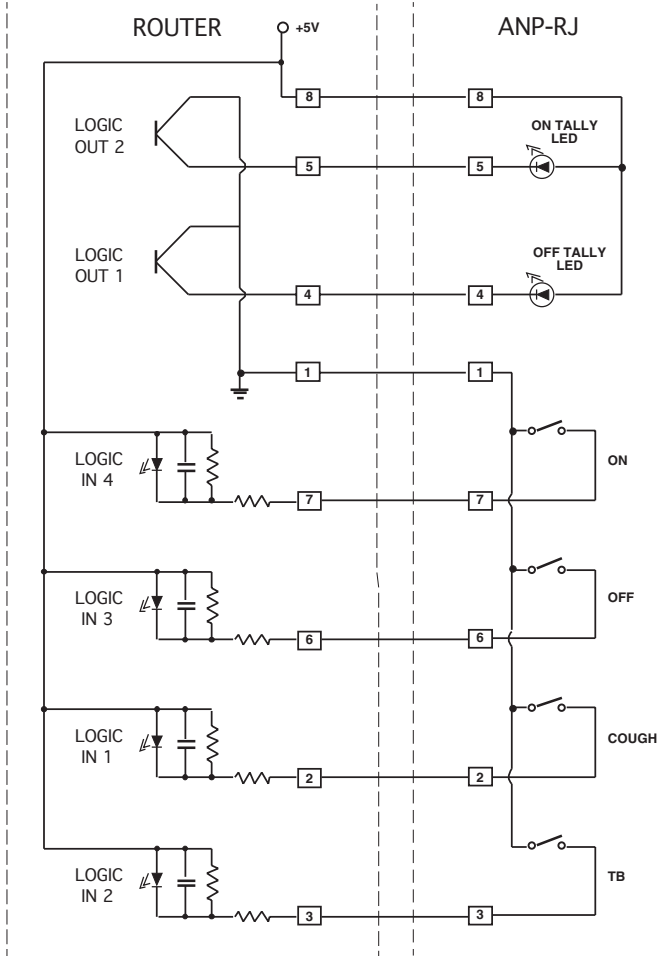 ROUTER
+5V
ANP-RJ
8
8
LOGIC
OUT 2
ON TALLY
LED
5
5
LOGIC
OUT 1
OFF TALLY
LED
4
4
1
1
LOGIC
IN 4
ON
7
7
LOGIC
IN 3
OFF
6
6
LOGIC
IN 1
COUGH
2
2
LOGIC
IN 2
TB
3
3